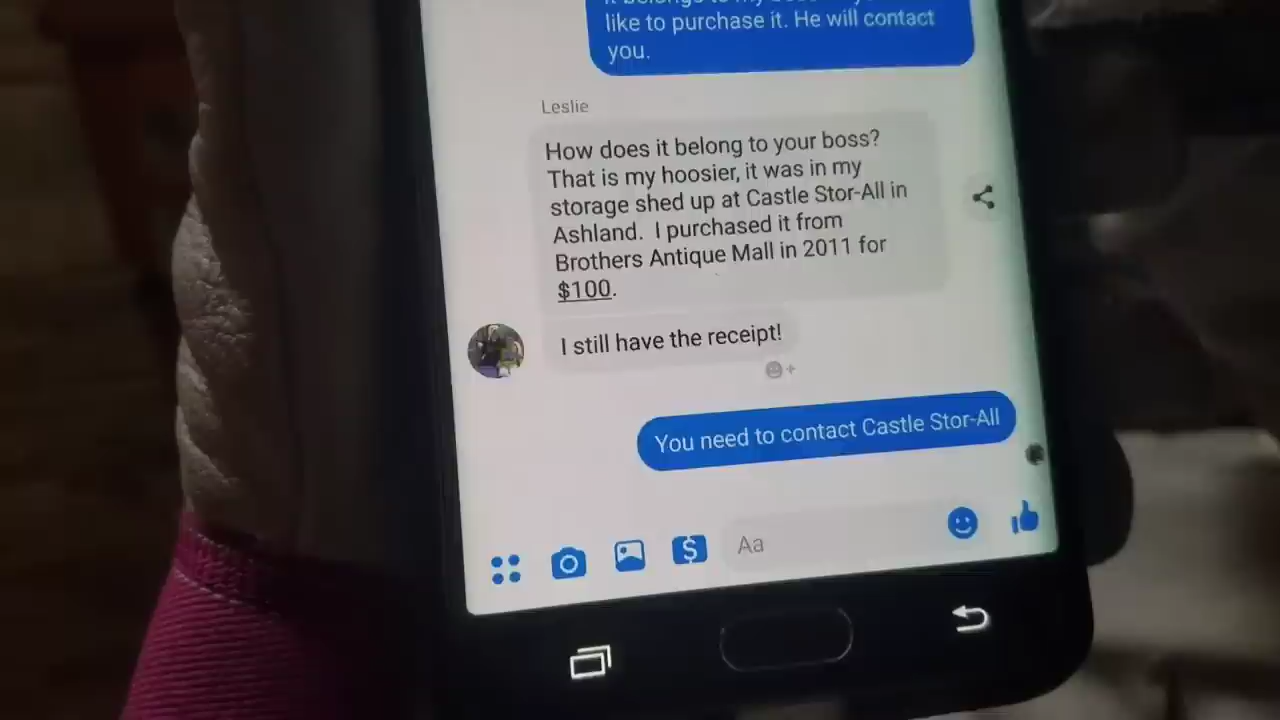 like to purchase it. He will contact
you.
Leslie
How does it belong to your boss?
That is my hoosier, it was in my
storage shed up at Castle Stor-All in
Ashland. I purchased it from
Brothers Antique Mall in 2011 for
$100.
I still have the receipt!
You need to contact Castle Stor-All
Aa